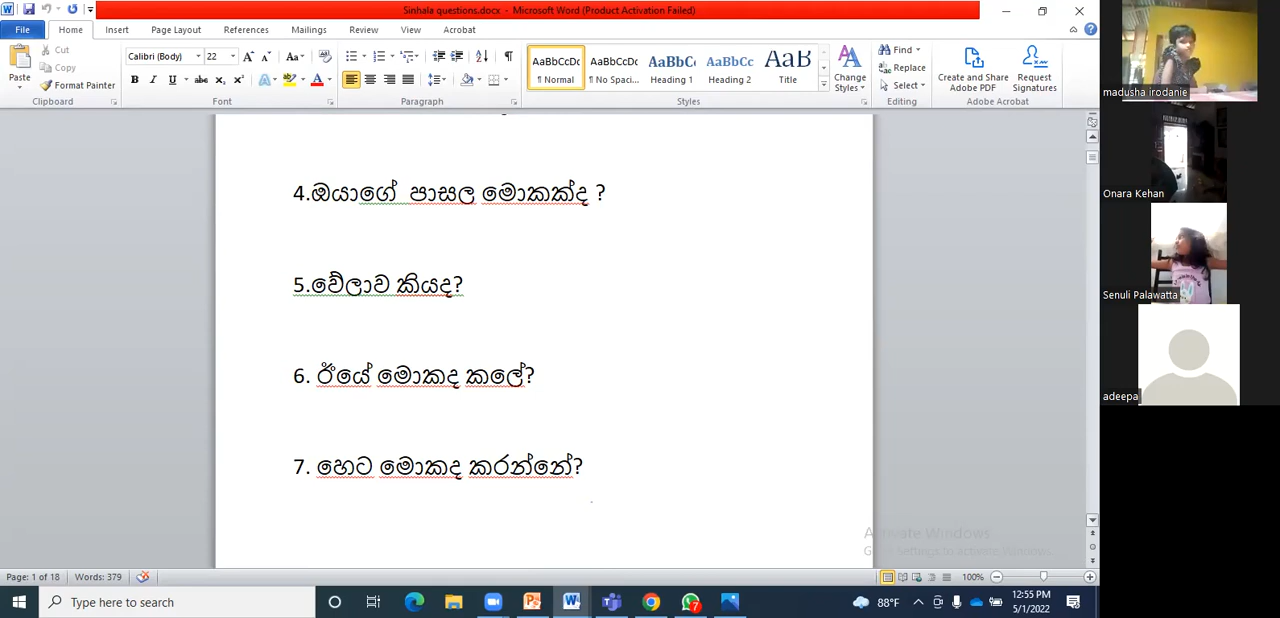 Sinhala questions.docx - Microsoft Word (Product Activation Failed)
File Home Insert Page Layout References Mailings Review View Acrobat
Paste
Cut
Copy
Format Painter
Clipboard
Calibri (Body) 22
Font
Paragraph
AaBbCcDc AaBbCcDc AaBbC AaBbCc AaB
¶ Normal ¶ No Spaci... Heading 1 Heading 2 Title
Change Styles
Styles
Find
Replace
Select
Editing
Create and Share Adobe PDF
Request Signatures
Adobe Acrobat
4.ඔයාගේ පාසල මොකක්ද ?
5.වේලාව කියද?
6. ඊයේ මොකද කලේ?
7. හෙට මොකද කරන්නේ?
Activate Windows
madusha irodanie
Onara Kehan
Senuli Palawatta
adeepa
Page: 1 of 18 Words: 379
100%
Type here to search
7
88°F
12:55 PM
5/1/2022